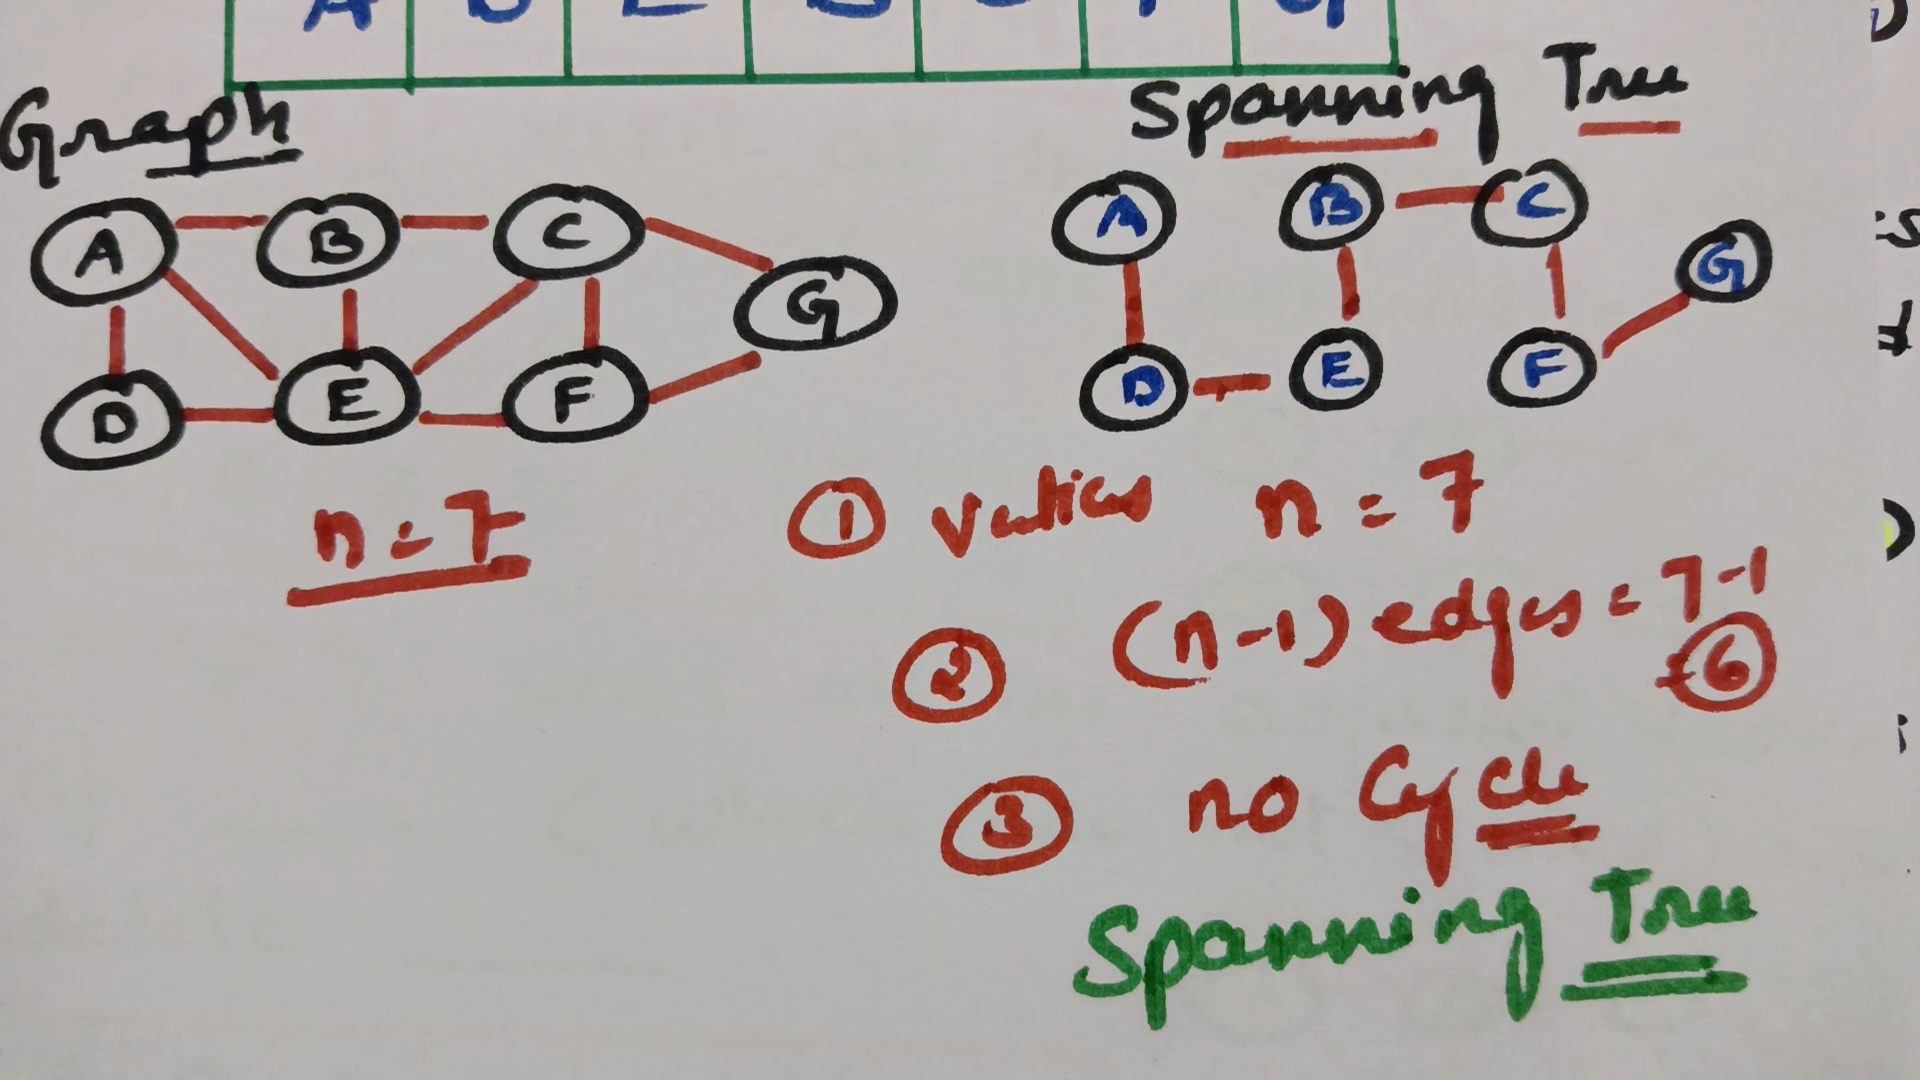 Graph
Spanning Tree
A B C G
D E F
A B C G
D E F
n = 7
① vertices n = 7
② (n-1) edges = 7-1
= 6
③ no Cycle
Spanning Tree